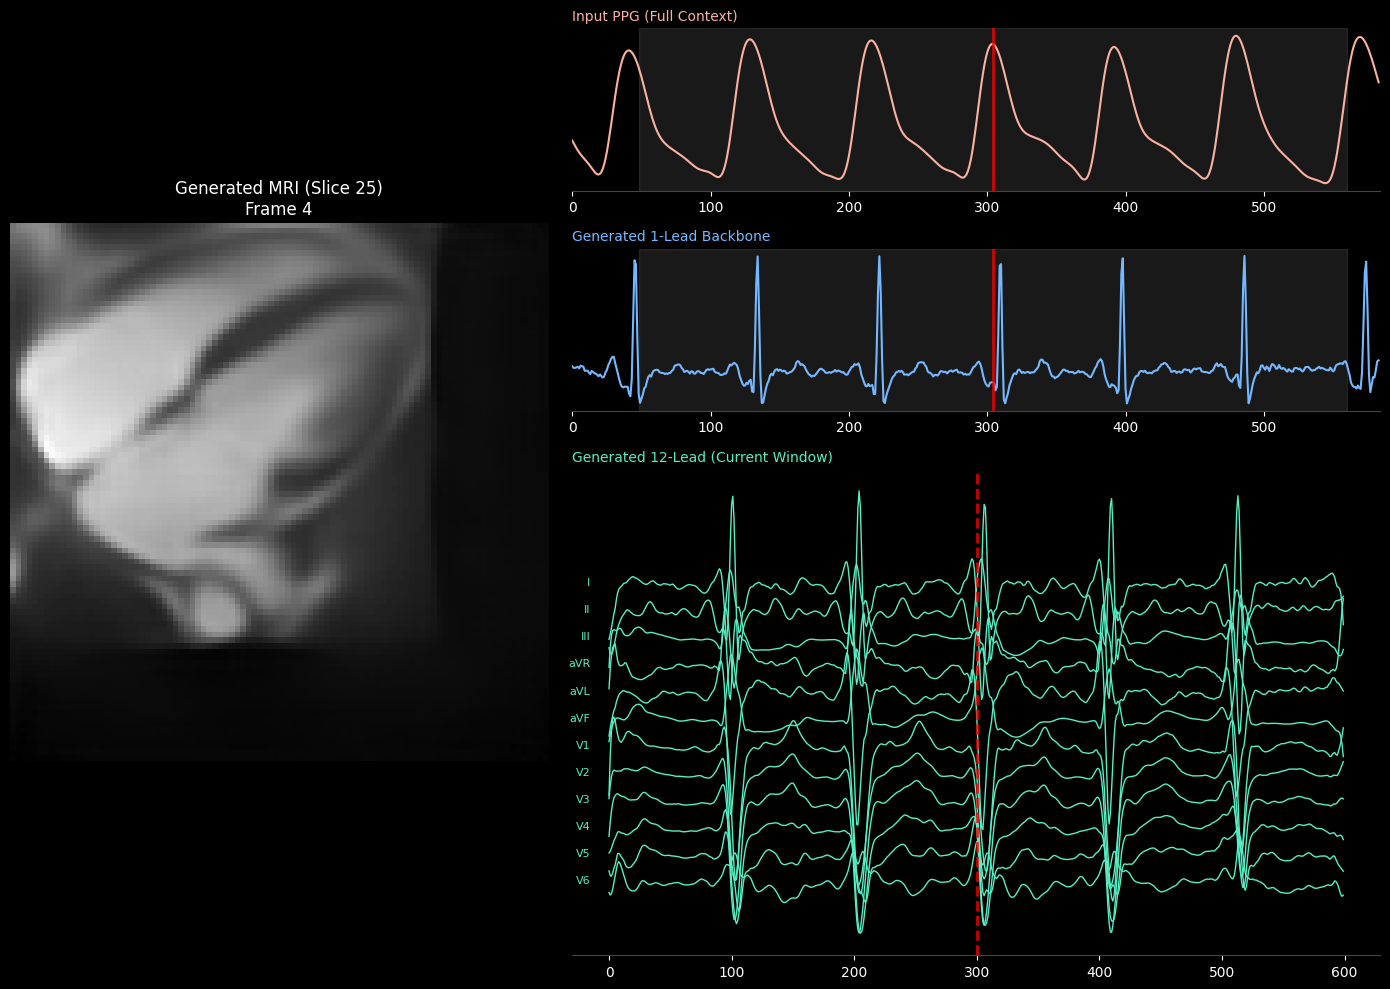 Generated MRI (Slice 25)
Frame 4
Input PPG (Full Context)
0 100 200 300 400 500
Generated 1-Lead Backbone
0 100 200 300 400 500
Generated 12-Lead (Current Window)
I
II
III
aVR
aVL
aVF
V1
V2
V3
V4
V5
V6
0 100 200 300 400 500 600